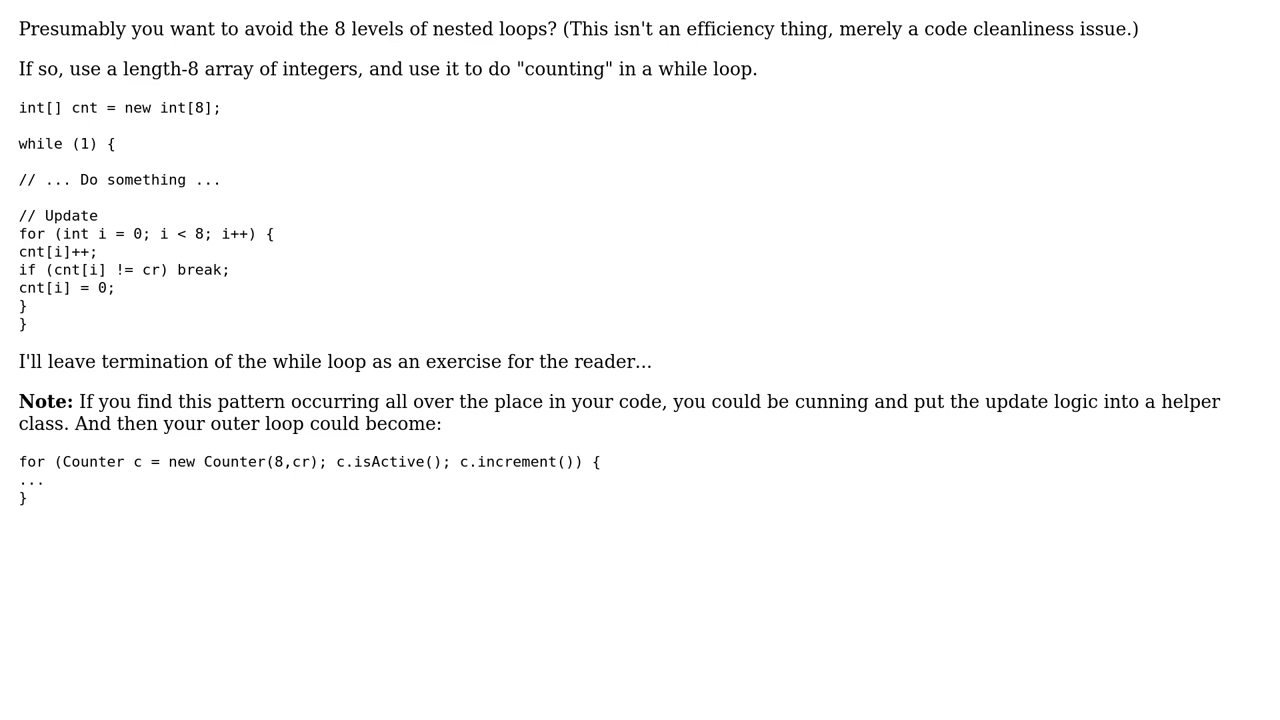 Presumably you want to avoid the 8 levels of nested loops? (This isn't an efficiency thing, merely a code cleanliness issue.)
If so, use a length-8 array of integers, and use it to do "counting" in a while loop.
int[] cnt = new int[8];
while (1) {
// ... Do something ...
// Update
for (int i = 0; i < 8; i++) {
cnt[i]++;
if (cnt[i] != cr) break;
cnt[i] = 0;
}
}
I'll leave termination of the while loop as an exercise for the reader...
Note: If you find this pattern occurring all over the place in your code, you could be cunning and put the update logic into a helper
class. And then your outer loop could become:
for (Counter c = new Counter(8,cr); c.isActive(); c.increment()) {
...
}